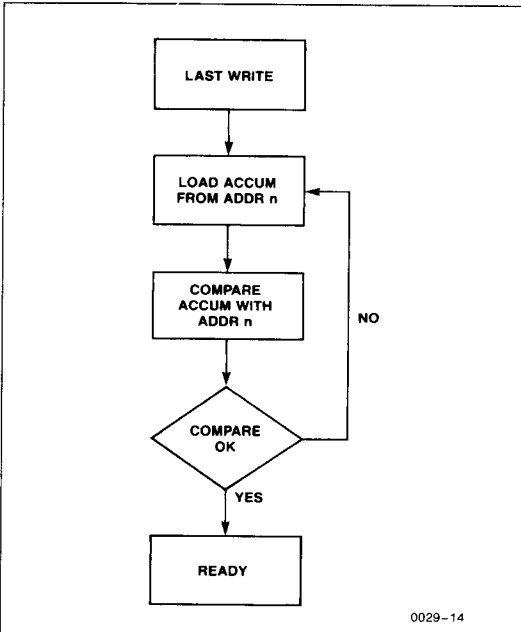 LAST WRITE
LOAD ACCUM
FROM ADDR n
COMPARE
ACCUM WITH
ADDR n
NO
COMPARE
OK
YES
READY
0029-14